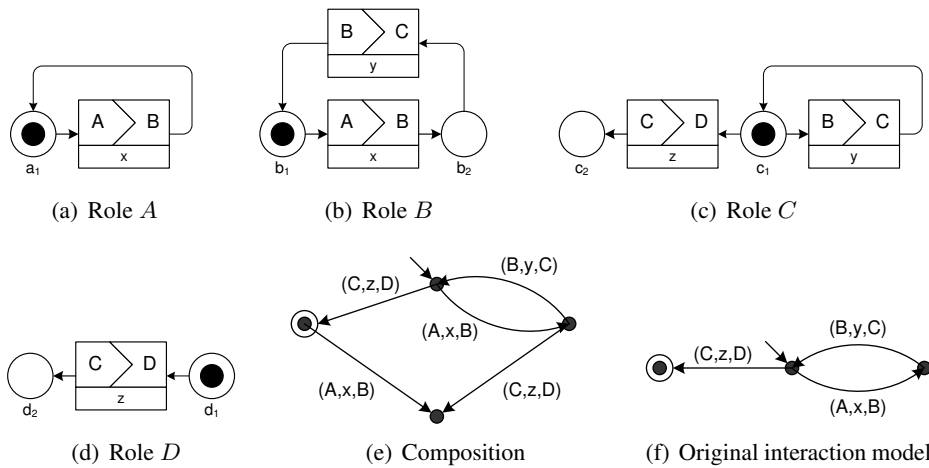 A B
x
a1
(a) Role A
B C
y
A B
x
b1
b2
(b) Role B
C D
z
B C
y
c2
c1
(c) Role C
C D
z
d2
d1
(d) Role D
(C,z,D)
(B,y,C)
(A,x,B)
(A,x,B)
(C,z,D)
(e) Composition
(C,z,D)
(B,y,C)
(A,x,B)
(f) Original interaction model